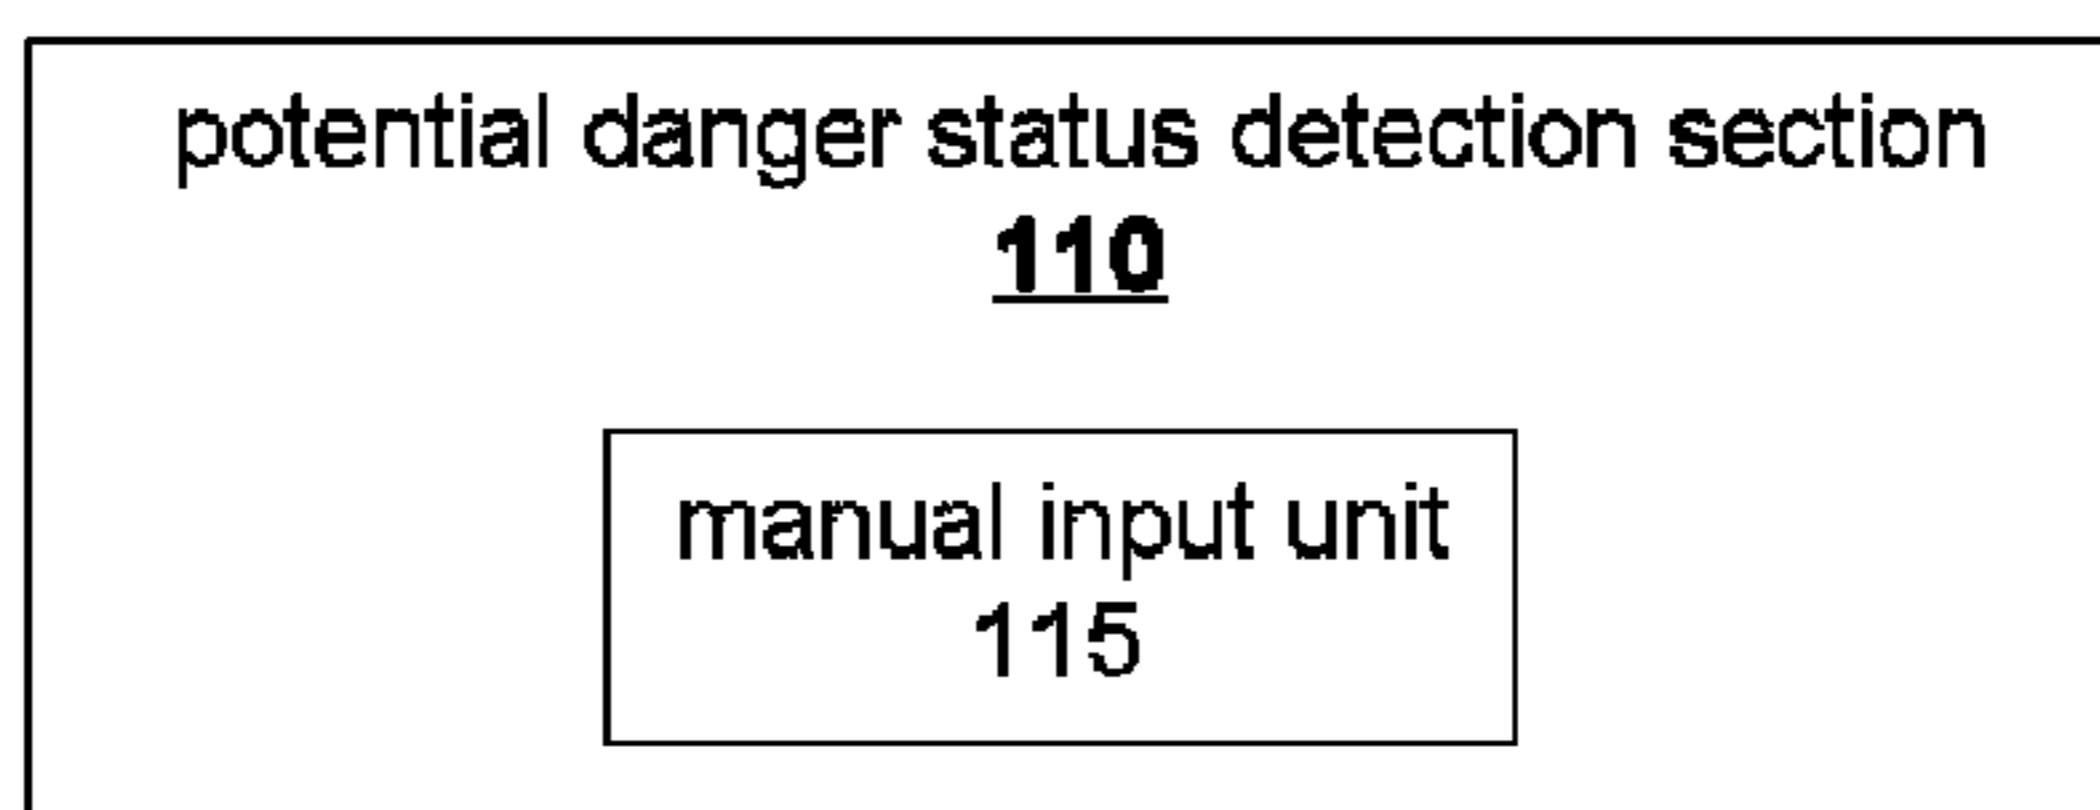 potential danger status detection section
110
manual input unit
115